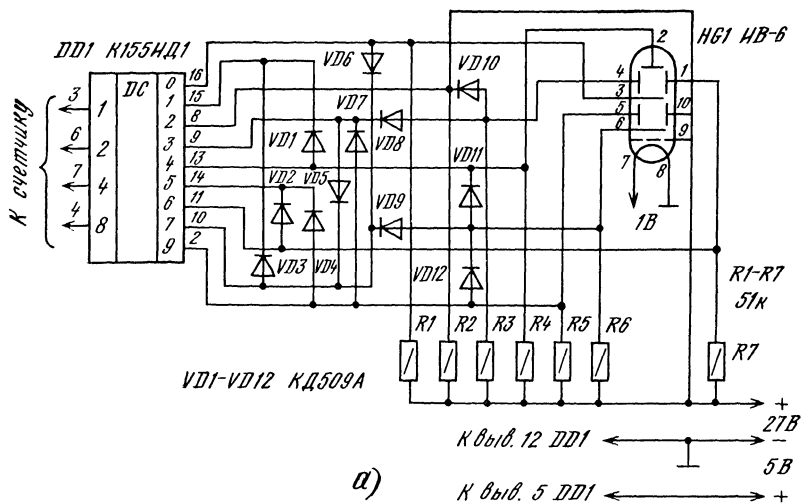 DD1 К155ИД1
DC
К счетчику
3 1
6 2
7 4
4 8
0 16
1 15
2 8
3 9
4 13
5 14
6 11
7 10
9 2
VD6
VD10
VD7
VD1
VD8
VD2
VD5
VD11
VD9
VD3
VD4
VD12
HG1 ИВ-6
2
4 1
3
5 10
6 9
7 8
1В
R1-R7
51к
R1 R2 R3 R4 R5 R6
R7
VD1-VD12 КД509А
+
27В
К выв. 12 DD1 −
5В
а) К выв. 5 DD1 +